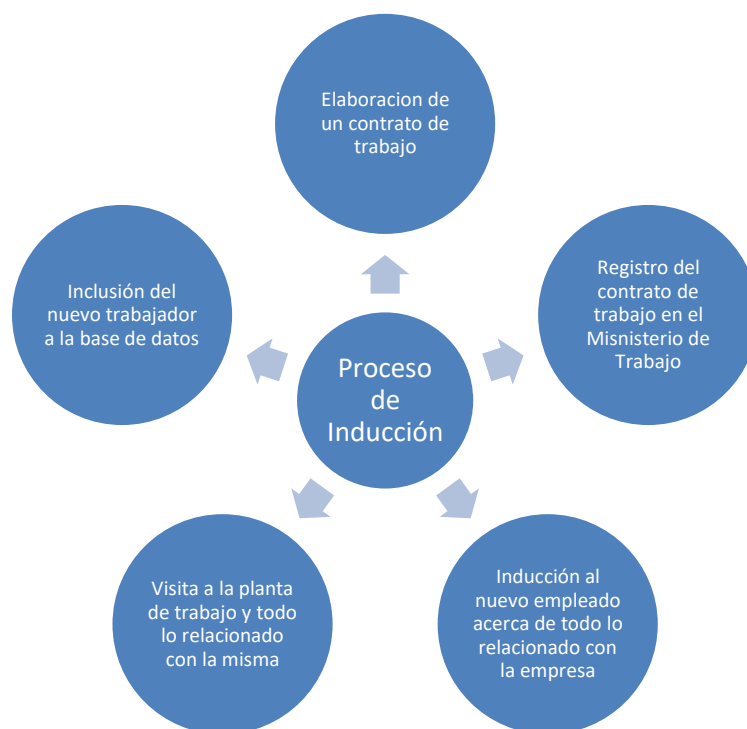 Elaboracion de
un contrato de
trabajo
Registro del
contrato de
trabajo en el
Misnisterio de
Trabajo
Inducción al
nuevo empleado
acerca de todo lo
relacionado con
la empresa
Visita a la planta
de trabajo y todo
lo relacionado
con la misma
Inclusión del
nuevo trabajador
a la base de datos
Proceso
de
Inducción